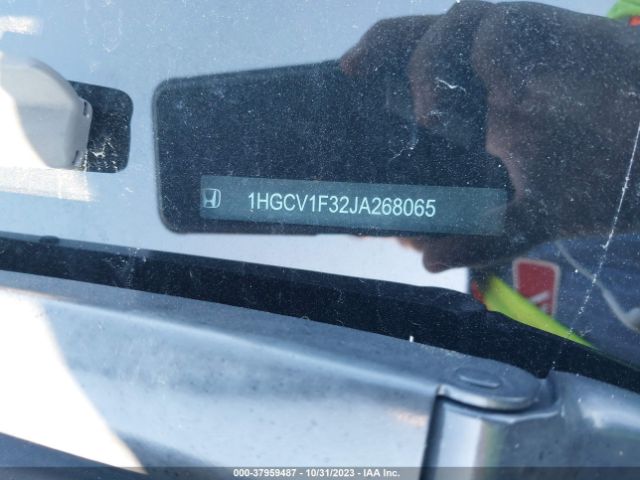 1HGCV1F32JA268065
000-37959487 - 10/31/2023 - IAA Inc.